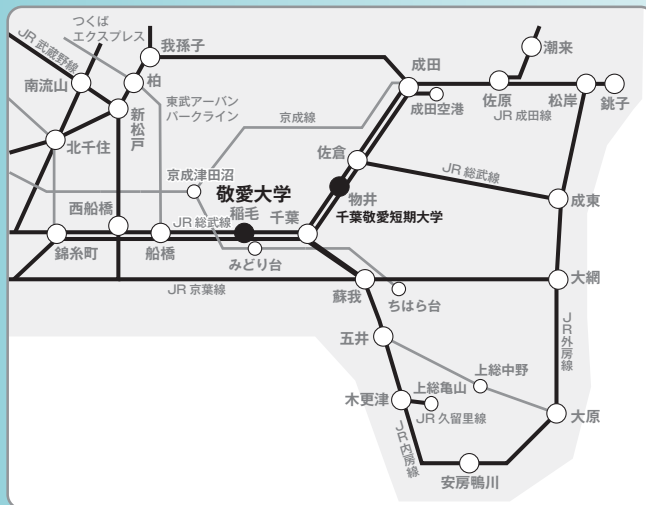 つくば
エクスプレス
JR 武蔵野線
我孫子
潮来
南流山
柏
成田
新松戸
東武アーバン
パークライン
京成線
成田空港
佐原
松岸
銚子
JR 成田線
北千住
佐倉
JR 総武線
京成津田沼
敬愛大学
物井
成東
千葉敬愛短期大学
西船橋
JR 総武線
稲毛
千葉
錦糸町
船橋
みどり台
蘇我
ちはら台
大網
JR 京葉線
五井
JR外房線
上総中野
木更津
上総亀山
JR 久留里線
大原
JR内房線
安房鴨川